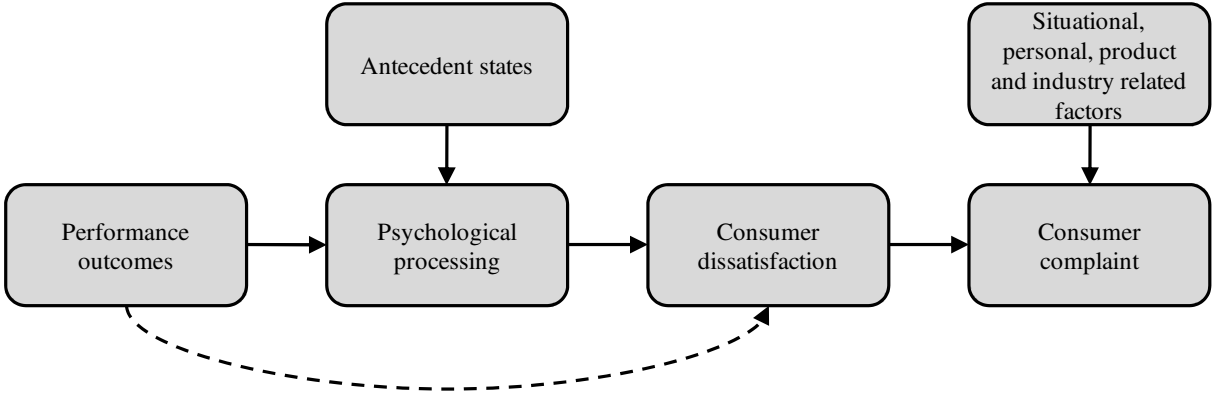 Antecedent states
Situational,
personal, product
and industry related
factors
Performance
outcomes
Psychological
processing
Consumer
dissatisfaction
Consumer
complaint